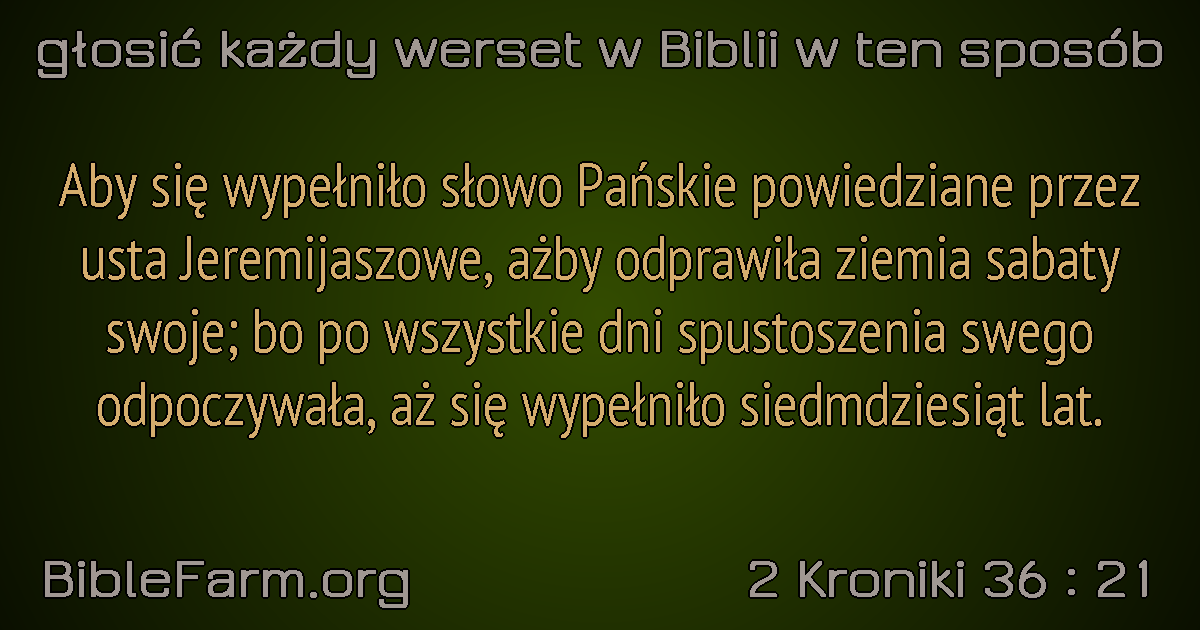 głosić każdy werset w Biblii w ten sposób
Aby się wypełniło słowo Pańskie powiedziane przez
usta Jeremijaszowe, ażby odprawiła ziemia sabaty
swoje; bo po wszystkie dni spustoszenia swego
odpoczywała, aż się wypełniło siedmdziesiąt lat.
BibleFarm.org
2 Kroniki 36 : 21